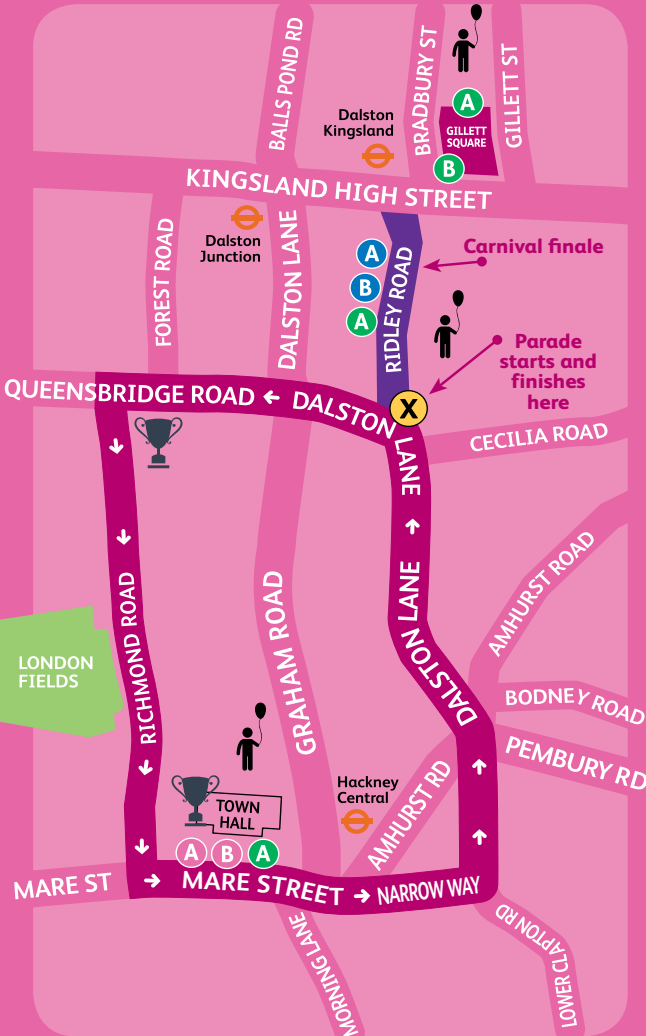 BALLS POND RD
BRADBURY ST
GILLETT ST
A
GILLETT
SQUARE
B
Dalston
Kingsland
KINGSLAND HIGH STREET
Dalston
Junction
FOREST ROAD
DALSTON LANE
A
B
A
RIDLEY ROAD
Carnival finale
Parade
starts and
finishes
here
X
QUEENSBRIDGE ROAD ← DALSTON LANE
CECILIA ROAD
AMHURST ROAD
DALSTON LANE
RICHMOND ROAD
GRAHAM ROAD
LONDON
FIELDS
BODNEY ROAD
PEMBURY RD
Hackney
Central
AMHURST RD
TOWN
HALL
A
B
A
MARE ST
MARE STREET
NARROW WAY
MORNING LANE
LOWER CLAPTON RD